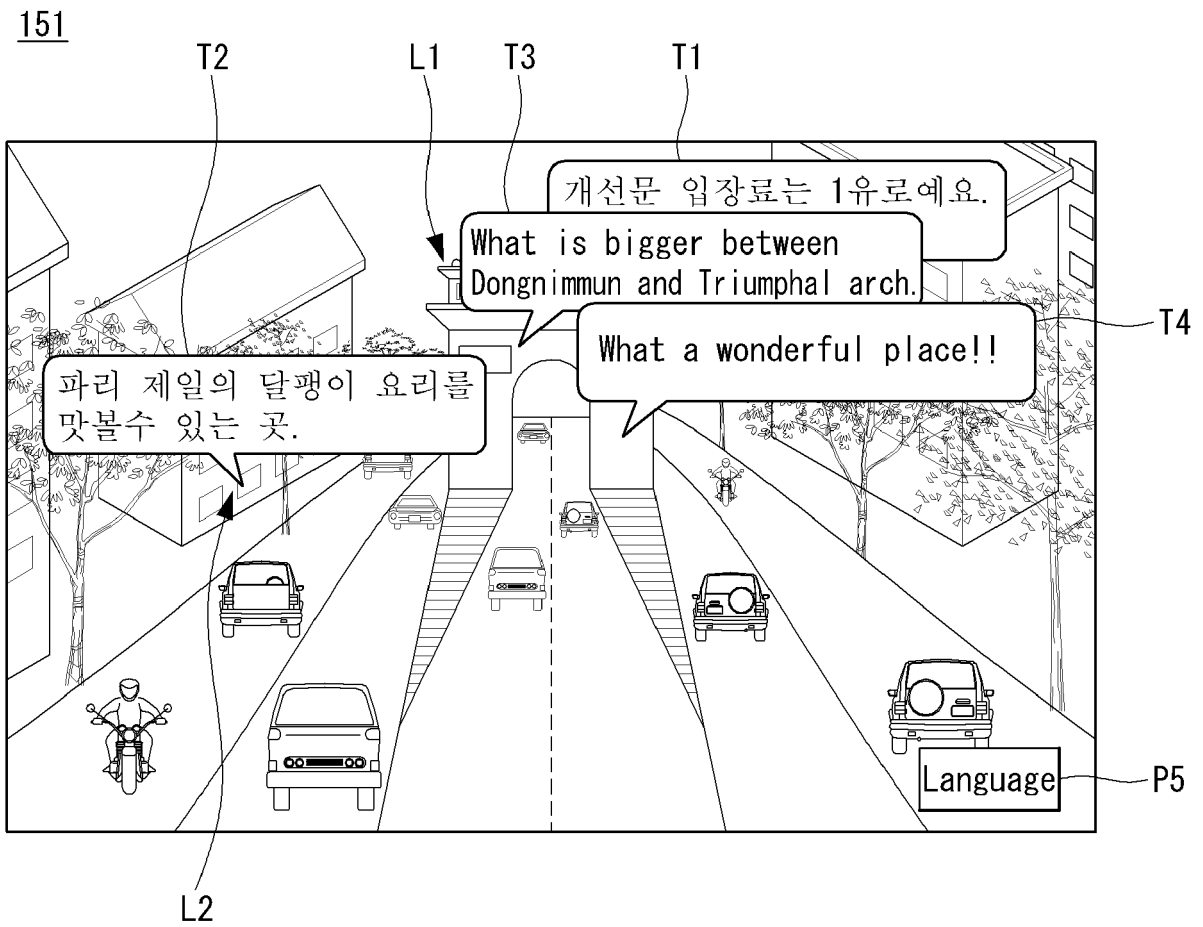 151
T2
L1
T3
T1
개선문 입장료는 1유로예요.
What is bigger between
Dongnimmun and Triumphal arch.
What a wonderful place!!
T4
파리 제일의 달팽이 요리를
맛볼수 있는 곳.
Language
P5
L2